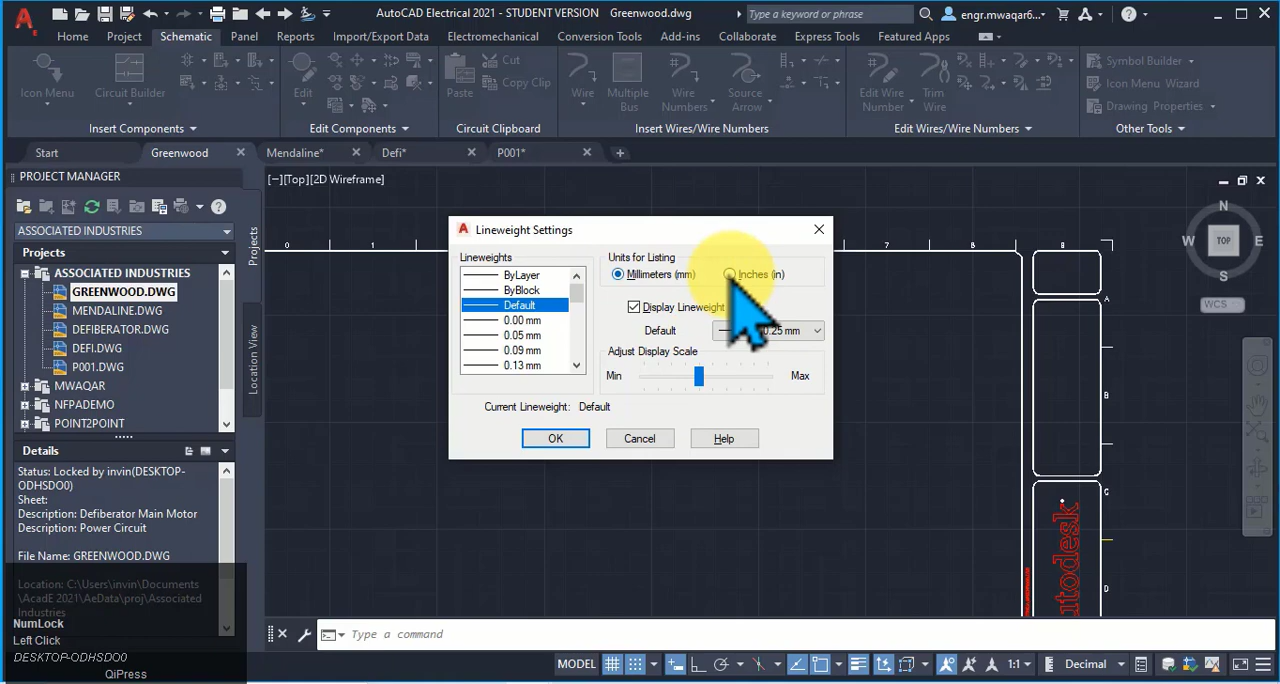 AutoCAD Electrical 2021 - STUDENT VERSION Greenwood.dwg
Type a keyword or phrase
engr.mwaqar6...
Home Project Schematic Panel Reports Import/Export Data Electromechanical Conversion Tools Add-ins Collaborate Express Tools Featured Apps
Icon Menu
Circuit Builder
Insert Components
Edit
Edit Components
Paste
Cut
Copy Clip
Circuit Clipboard
Wire
Multiple
Bus
Wire
Numbers
Source
Arrow
Insert Wires/Wire Numbers
Edit Wire
Number
Trim
Wire
Edit Wires/Wire Numbers
Symbol Builder
Icon Menu Wizard
Drawing Properties
Other Tools
Start Greenwood Mendaline* Defi* P001*
PROJECT MANAGER
ASSOCIATED INDUSTRIES
Projects
ASSOCIATED INDUSTRIES
GREENWOOD.DWG
MENDALINE.DWG
DEFIBERATOR.DWG
DEFI.DWG
P001.DWG
MWAQAR
NFPADEMO
POINT2POINT
Projects
Location View
Details
Status: Locked by invin(DESKTOP-
ODHSDO0)
Sheet:
Description: Defiberator Main Motor
Description: Power Circuit
File Name: GREENWOOD.DWG
Location: C:\Users\invin\Documents
\AcadE 2021\AeData\proj\Associated
Industries
NumLock
Left Click
DESKTOP-ODHSDO0
QiPress
[−][Top][2D Wireframe]
0 1 7 8 9
A
B
C
D
Autodesk
N
W TOP E
S
WCS
Lineweight Settings
Lineweights
ByLayer
ByBlock
Default
0.00 mm
0.05 mm
0.09 mm
0.13 mm
Units for Listing
Millimeters (mm) Inches (in)
Display Lineweight
Default 0.25 mm
Adjust Display Scale
Min Max
Current Lineweight: Default
OK Cancel Help
Type a command
MODEL 1:1 Decimal